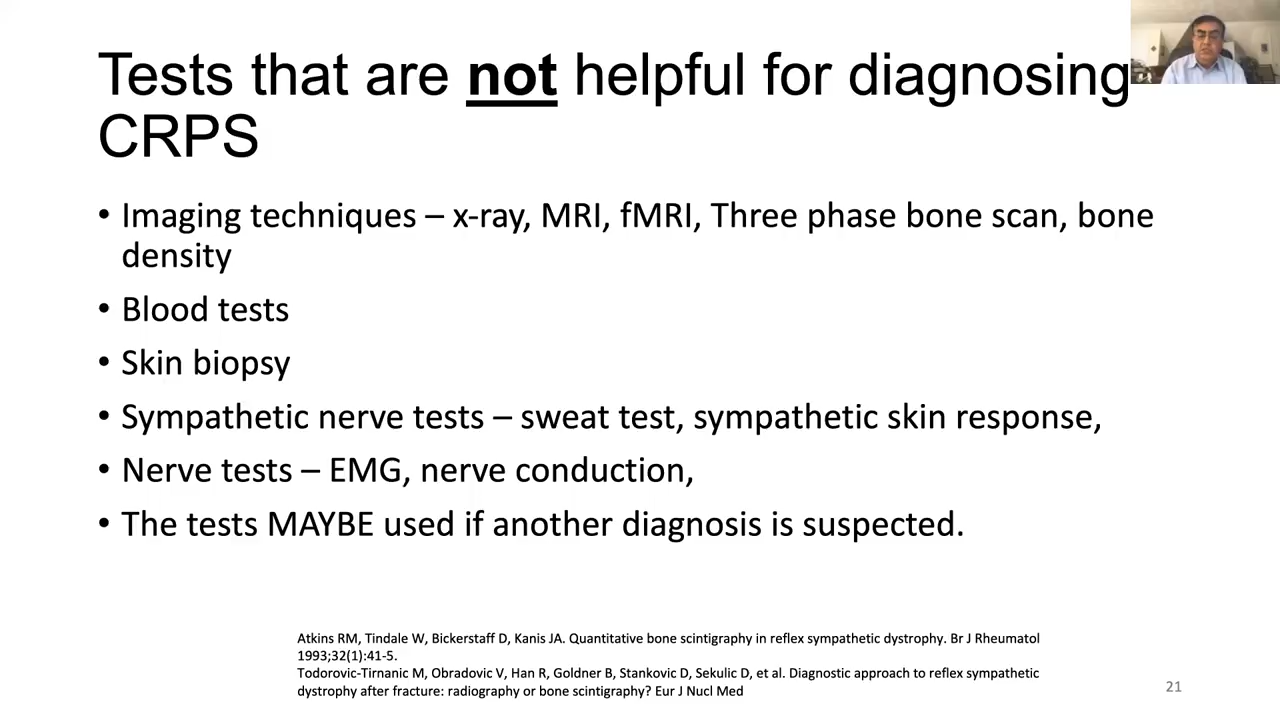 Tests that are not helpful for diagnosing
CRPS
• Imaging techniques – x-ray, MRI, fMRI, Three phase bone scan, bone
density
• Blood tests
• Skin biopsy
• Sympathetic nerve tests – sweat test, sympathetic skin response,
• Nerve tests – EMG, nerve conduction,
• The tests MAYBE used if another diagnosis is suspected.
Atkins RM, Tindale W, Bickerstaff D, Kanis JA. Quantitative bone scintigraphy in reflex sympathetic dystrophy. Br J Rheumatol
1993;32(1):41-5.
Todorovic-Tirnanic M, Obradovic V, Han R, Goldner B, Stankovic D, Sekulic D, et al. Diagnostic approach to reflex sympathetic
dystrophy after fracture: radiography or bone scintigraphy? Eur J Nucl Med
21